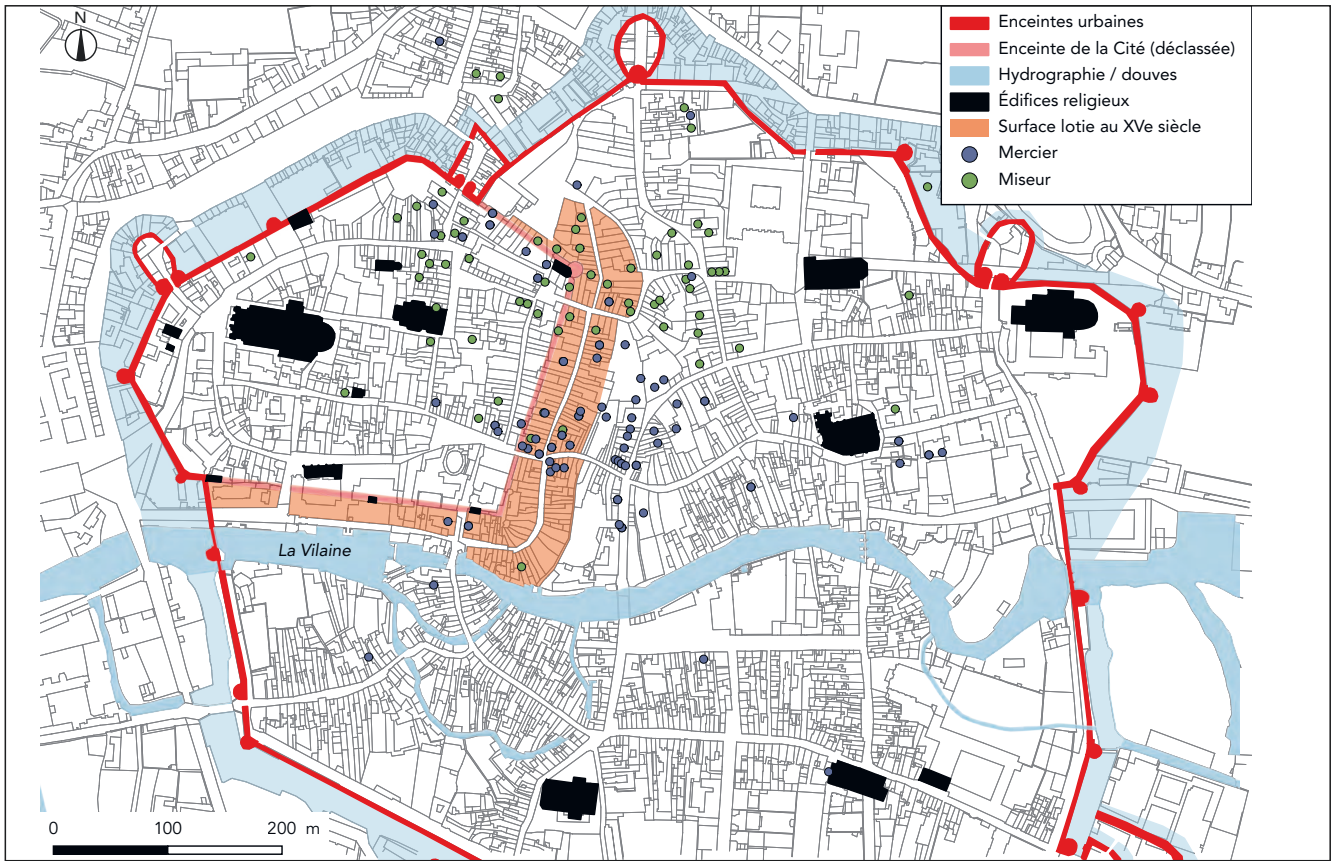 N
Enceintes urbaines
Enceinte de la Cité (déclassée)
Hydrographie / douves
Édifices religieux
Surface lotie au XVe siècle
Mercier
Miseur
La Vilaine
0 100 200 m